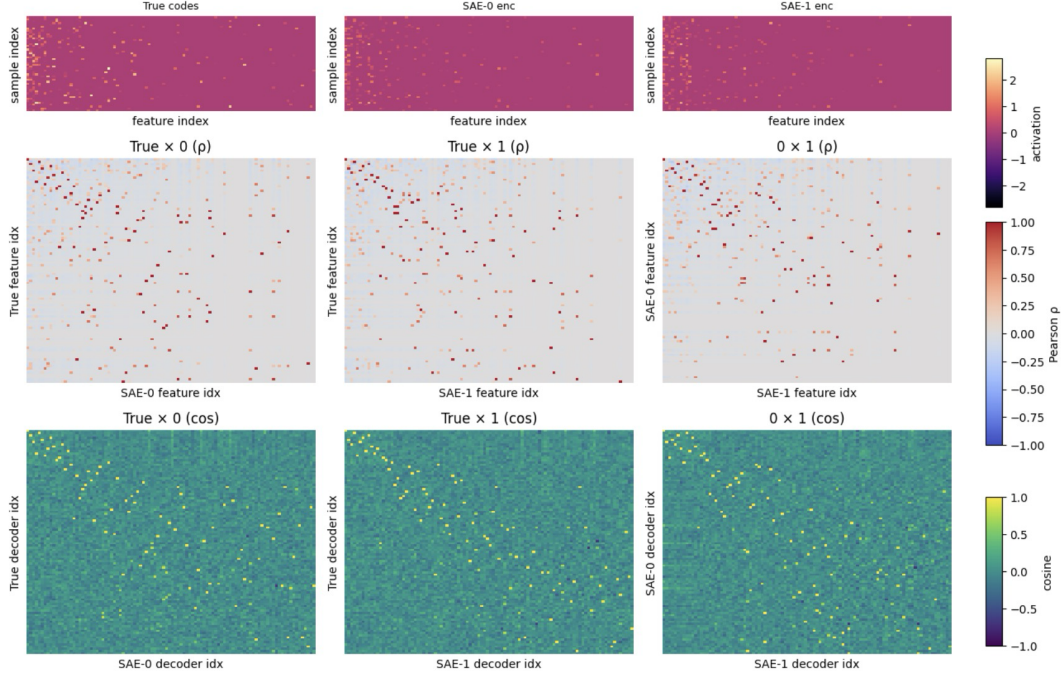 True codes
SAE-0 enc
SAE-1 enc
sample index
sample index
sample index
feature index
feature index
feature index
2
1
0
−1
−2
activation
True × 0 (ρ)
True × 1 (ρ)
0 × 1 (ρ)
True feature idx
True feature idx
SAE-0 feature idx
SAE-0 feature idx
SAE-1 feature idx
SAE-1 feature idx
1.00
0.75
0.50
0.25
0.00
−0.25
−0.50
−0.75
−1.00
Pearson ρ
True × 0 (cos)
True × 1 (cos)
0 × 1 (cos)
True decoder idx
True decoder idx
SAE-0 decoder idx
SAE-0 decoder idx
SAE-1 decoder idx
SAE-1 decoder idx
1.0
0.5
0.0
−0.5
−1.0
cosine